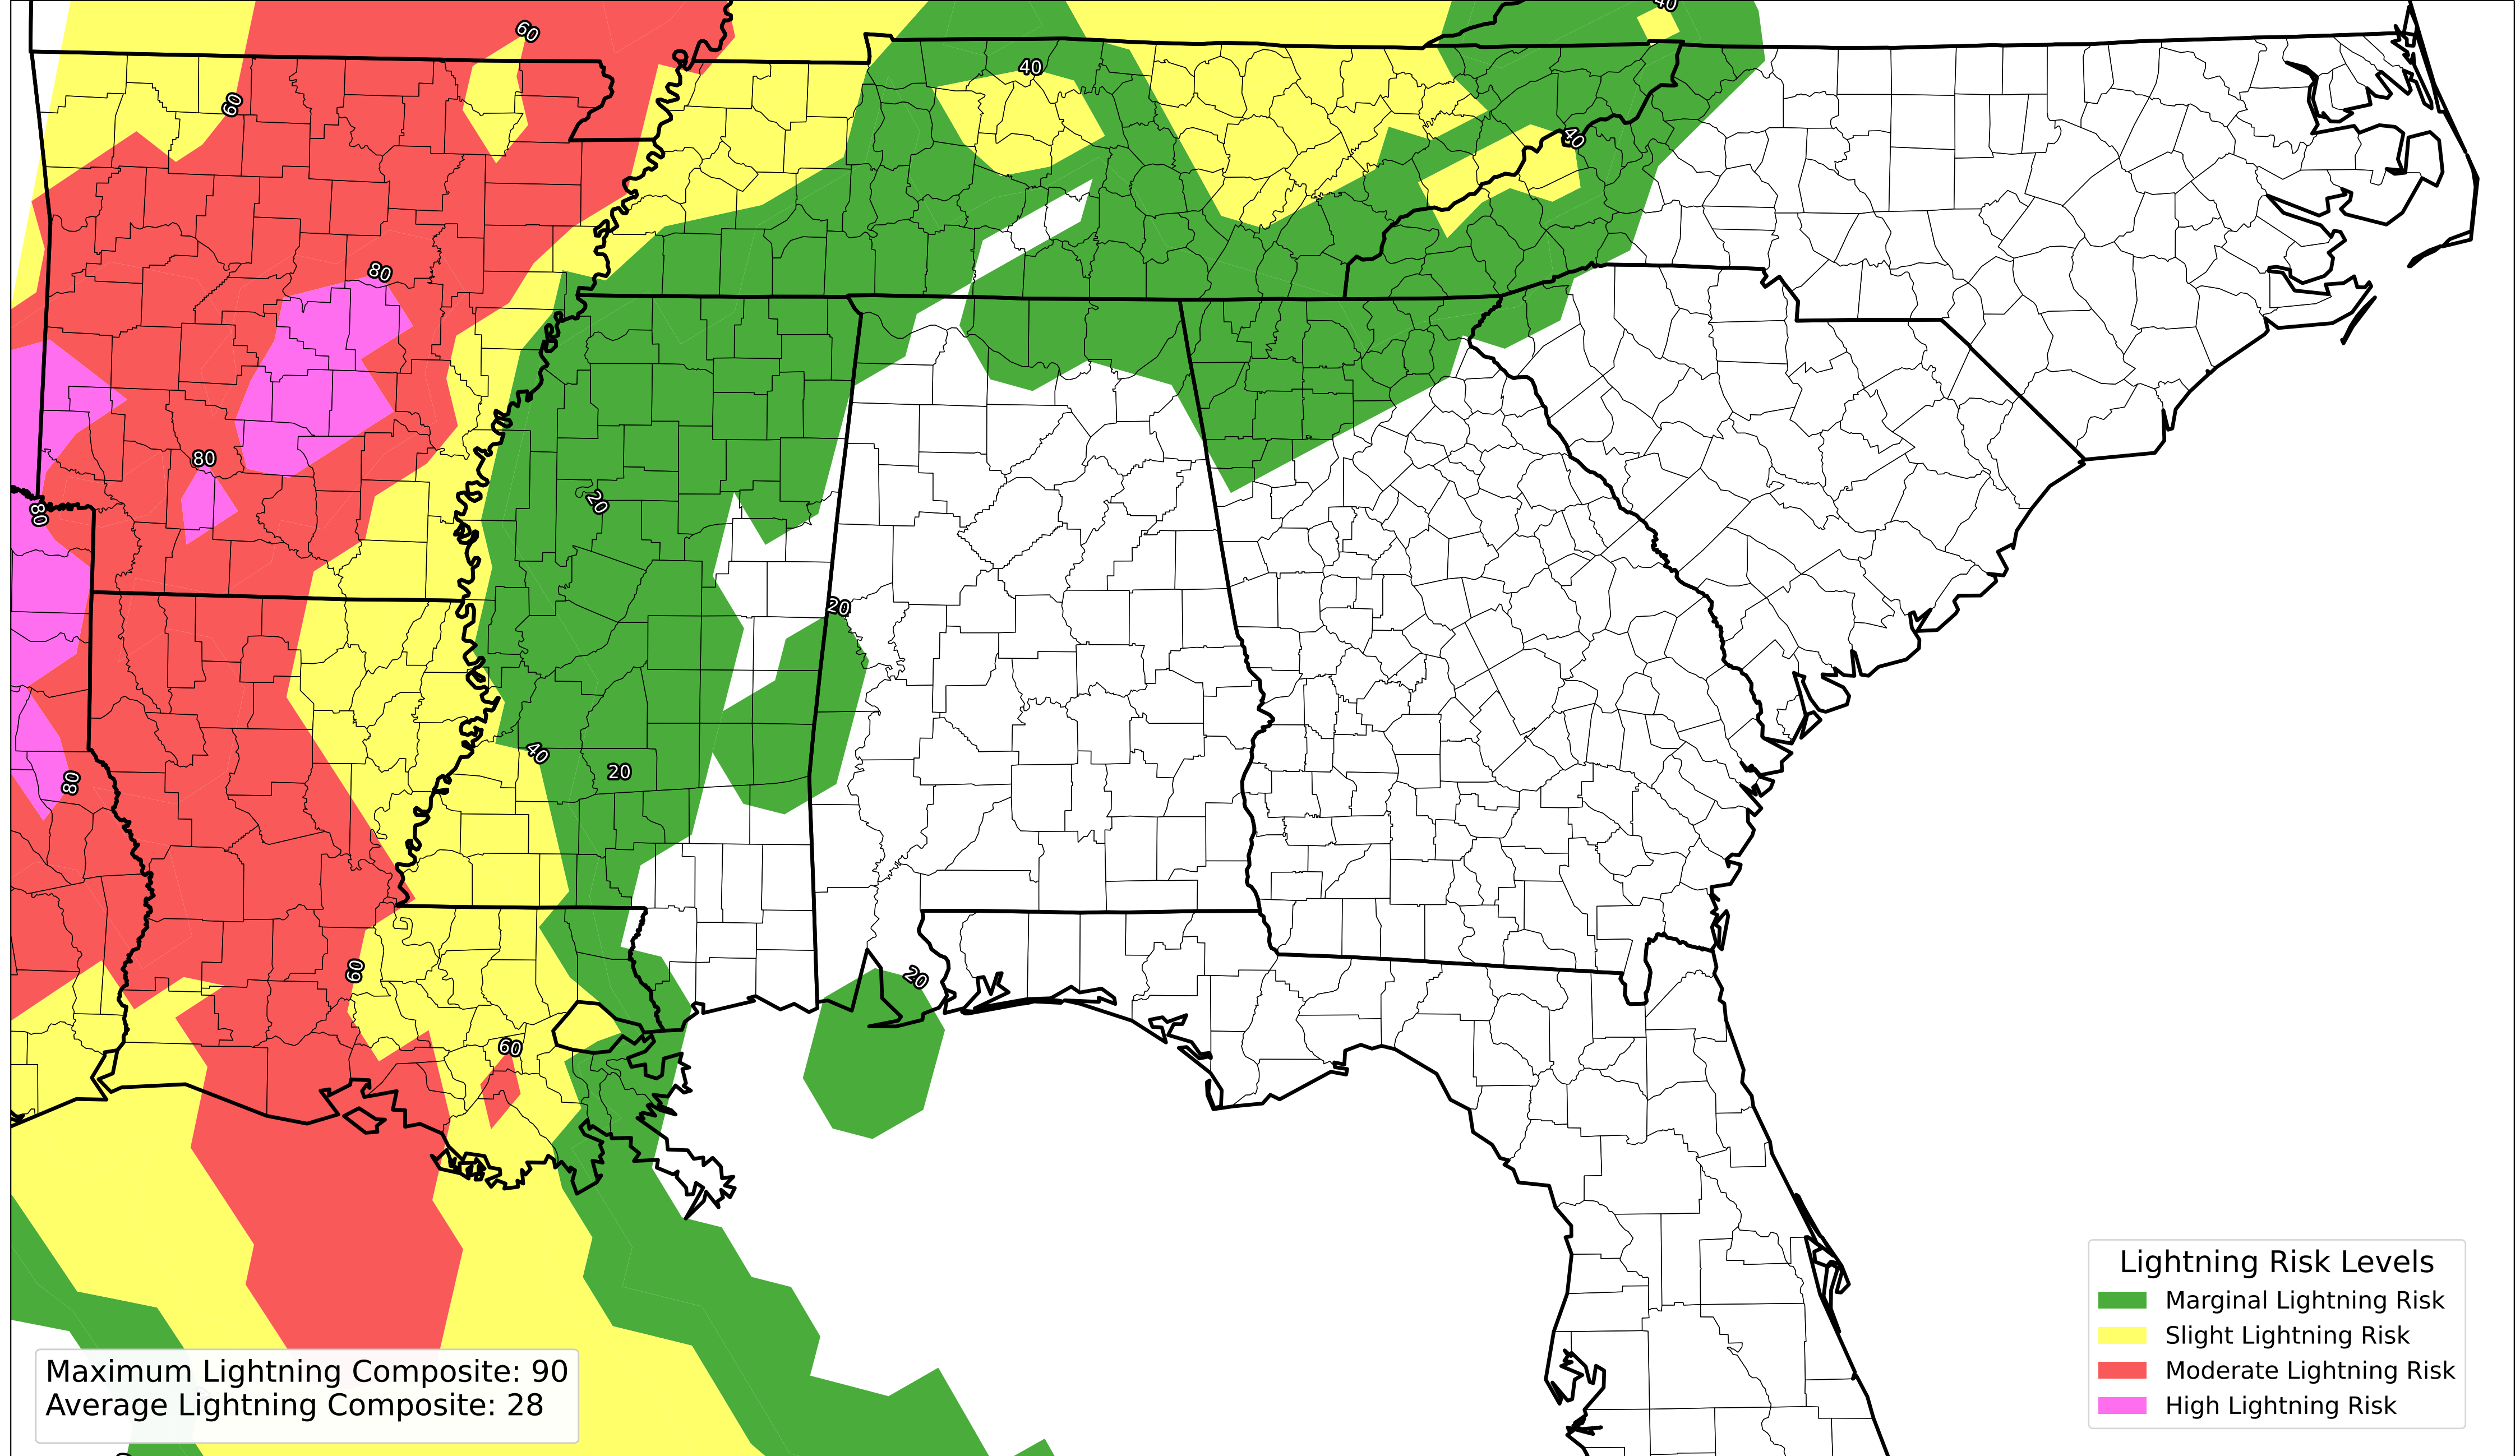 40
60
40
60
40
80
80
20
80
20
40
20
80
60
20
60
Lightning Risk Levels
Marginal Lightning Risk
Slight Lightning Risk
Moderate Lightning Risk
High Lightning Risk
Maximum Lightning Composite: 90
Average Lightning Composite: 28